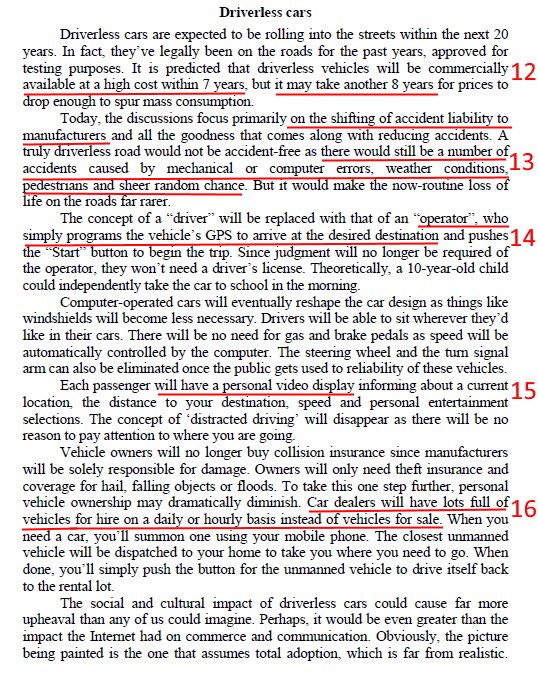 Driverless cars
Driverless cars are expected to be rolling into the streets within the next 20
years. In fact, they’ve legally been on the roads for the past years, approved for
testing purposes. It is predicted that driverless vehicles will be commercially 12
available at a high cost within 7 years, but it may take another 8 years for prices to
drop enough to spur mass consumption.
Today, the discussions focus primarily on the shifting of accident liability to
manufacturers and all the goodness that comes along with reducing accidents. A
truly driverless road would not be accident-free as there would still be a number of
accidents caused by mechanical or computer errors, weather conditions, 13
pedestrians and sheer random chance. But it would make the now-routine loss of
life on the roads far rarer.
The concept of a “driver” will be replaced with that of an “operator”, who
simply programs the vehicle’s GPS to arrive at the desired destination and pushes 14
the “Start” button to begin the trip. Since judgment will no longer be required of
the operator, they won’t need a driver’s license. Theoretically, a 10-year-old child
could independently take the car to school in the morning.
Computer-operated cars will eventually reshape the car design as things like
windshields will become less necessary. Drivers will be able to sit wherever they’d
like in their cars. There will be no need for gas and brake pedals as speed will be
automatically controlled by the computer. The steering wheel and the turn signal
arm can also be eliminated once the public gets used to reliability of these vehicles.
Each passenger will have a personal video display informing about a current 15
location, the distance to your destination, speed and personal entertainment
selections. The concept of ‘distracted driving’ will disappear as there will be no
reason to pay attention to where you are going.
Vehicle owners will no longer buy collision insurance since manufacturers
will be solely responsible for damage. Owners will only need theft insurance and
coverage for hail, falling objects or floods. To take this one step further, personal
vehicle ownership may dramatically diminish. Car dealers will have lots full of 16
vehicles for hire on a daily or hourly basis instead of vehicles for sale. When you
need a car, you’ll summon one using your mobile phone. The closest unmanned
vehicle will be dispatched to your home to take you where you need to go. When
done, you’ll simply push the button for the unmanned vehicle to drive itself back
to the rental lot.
The social and cultural impact of driverless cars could cause far more
upheaval than any of us could imagine. Perhaps, it would be even greater than the
impact the Internet had on commerce and communication. Obviously, the picture
being painted is the one that assumes total adoption, which is far from realistic.